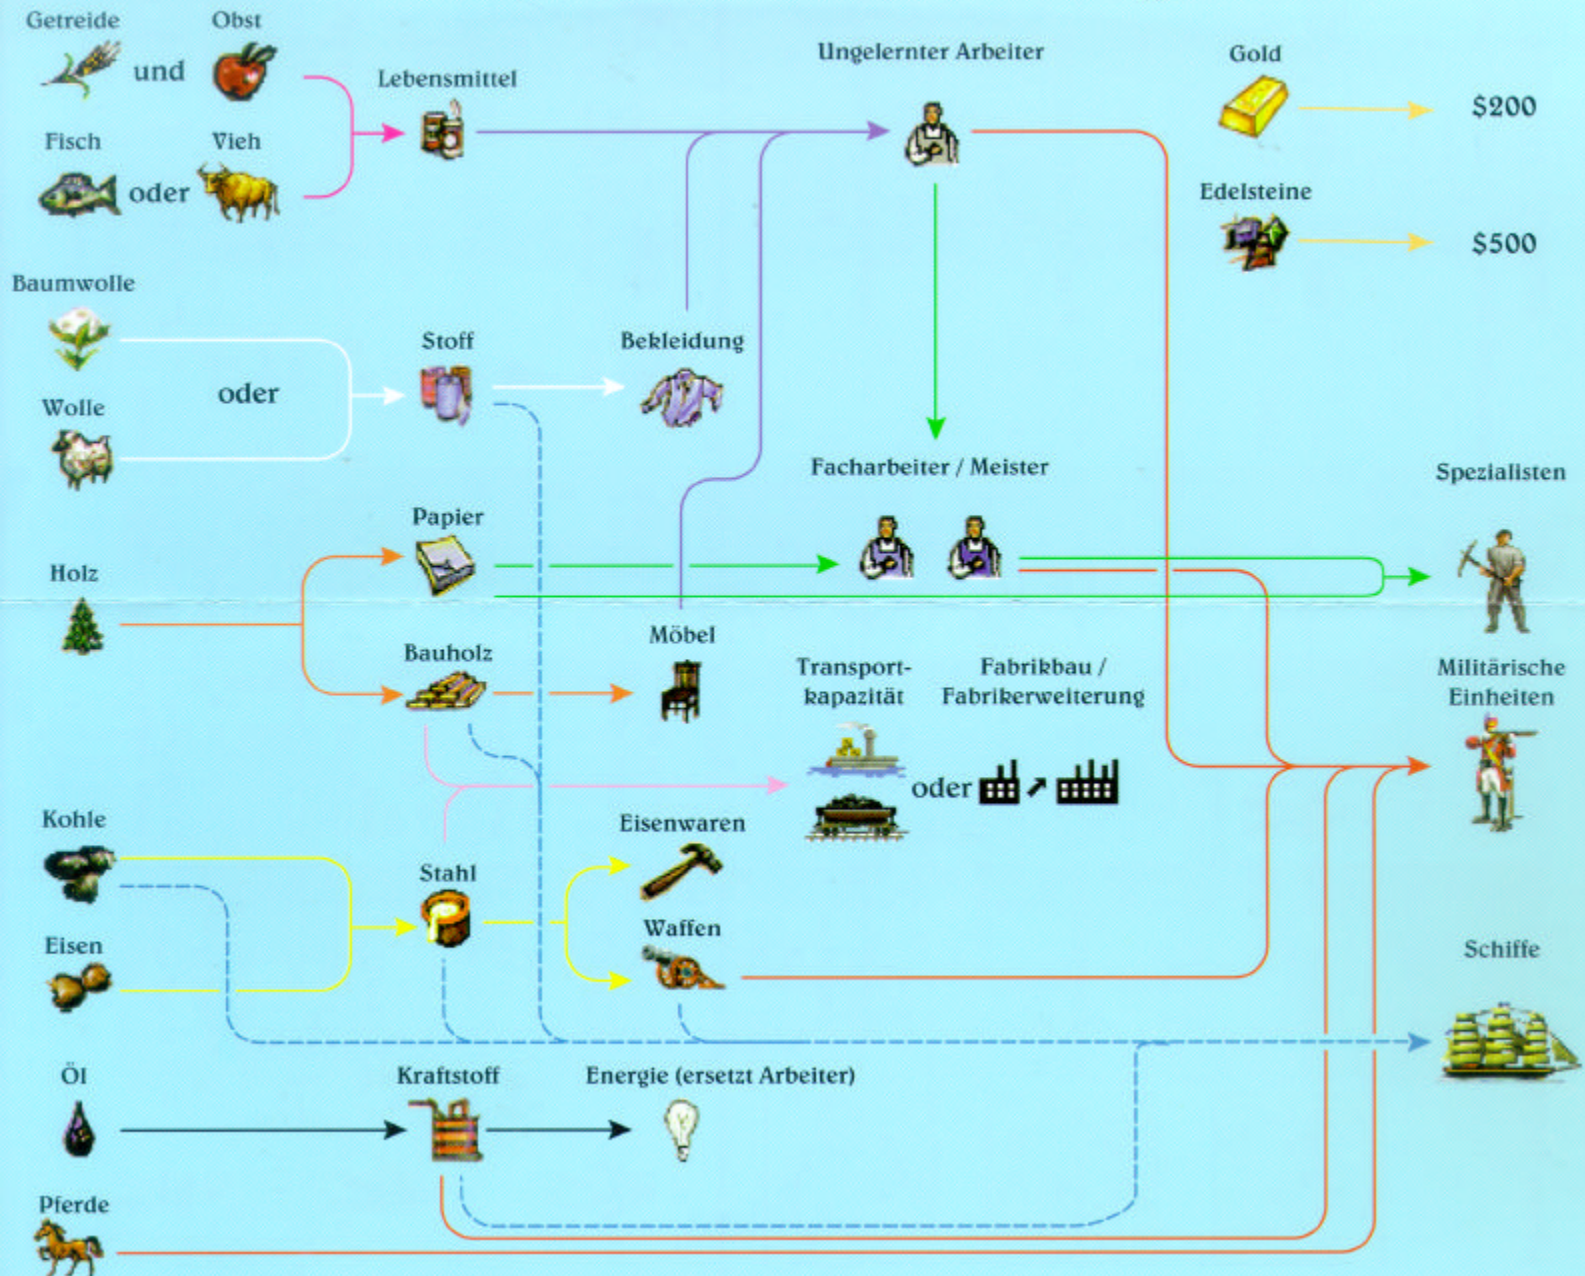 Getreide
Obst
und
Lebensmittel
Fisch
Vieh
oder
Ungelernter Arbeiter
Gold
$200
Edelsteine
$500
Baumwolle
oder
Wolle
Stoff
Bekleidung
Facharbeiter / Meister
Spezialisten
Papier
Holz
Bauholz
Möbel
Transport-
kapazität
Fabrikbau /
Fabrikerweiterung
oder
Militärische
Einheiten
Kohle
Stahl
Eisenwaren
Eisen
Waffen
Schiffe
Öl
Kraftstoff
Energie (ersetzt Arbeiter)
Pferde